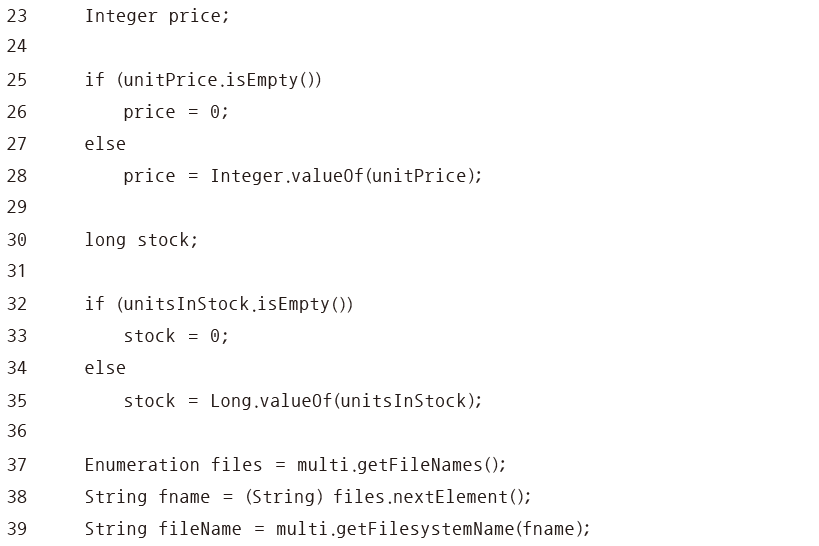 23 Integer price;
24
25 if (unitPrice.isEmpty())
26 price = 0;
27 else
28 price = Integer.valueOf(unitPrice);
29
30 long stock;
31
32 if (unitsInStock.isEmpty())
33 stock = 0;
34 else
35 stock = Long.valueOf(unitsInStock);
36
37 Enumeration files = multi.getFileNames();
38 String fname = (String) files.nextElement();
39 String fileName = multi.getFilesystemName(fname);